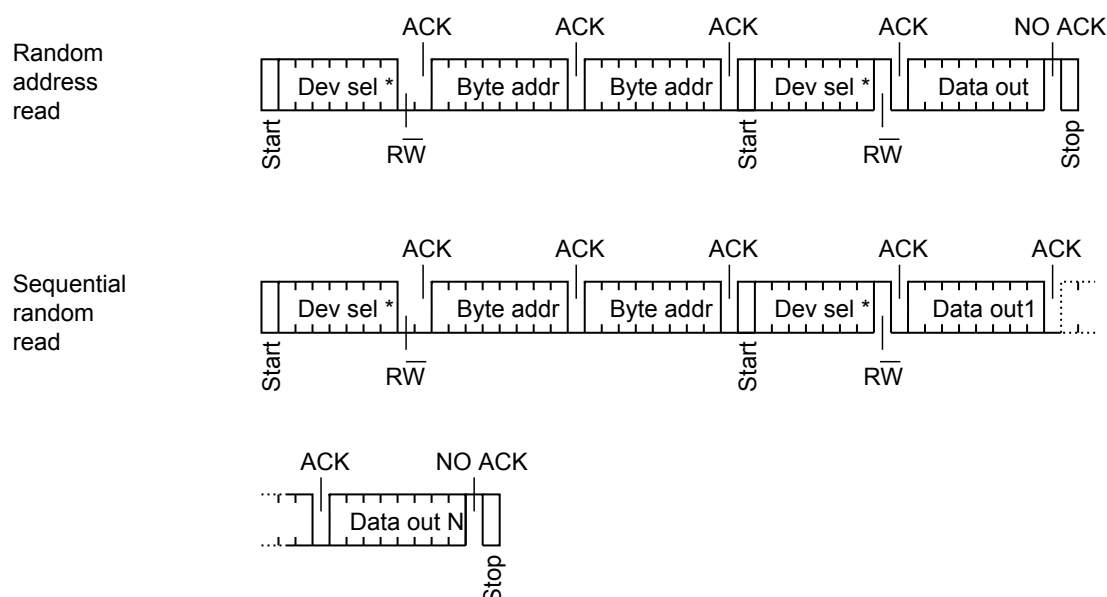 ACK ACK ACK ACK NO ACK
Random
address
read
Dev sel * Byte addr Byte addr Dev sel * Data out
Start Start Stop
RW̅ RW̅
ACK ACK ACK ACK ACK
Sequential
random
read
Dev sel * Byte addr Byte addr Dev sel * Data out1
Start Start
RW̅ RW̅
ACK NO ACK
Data out N
Stop